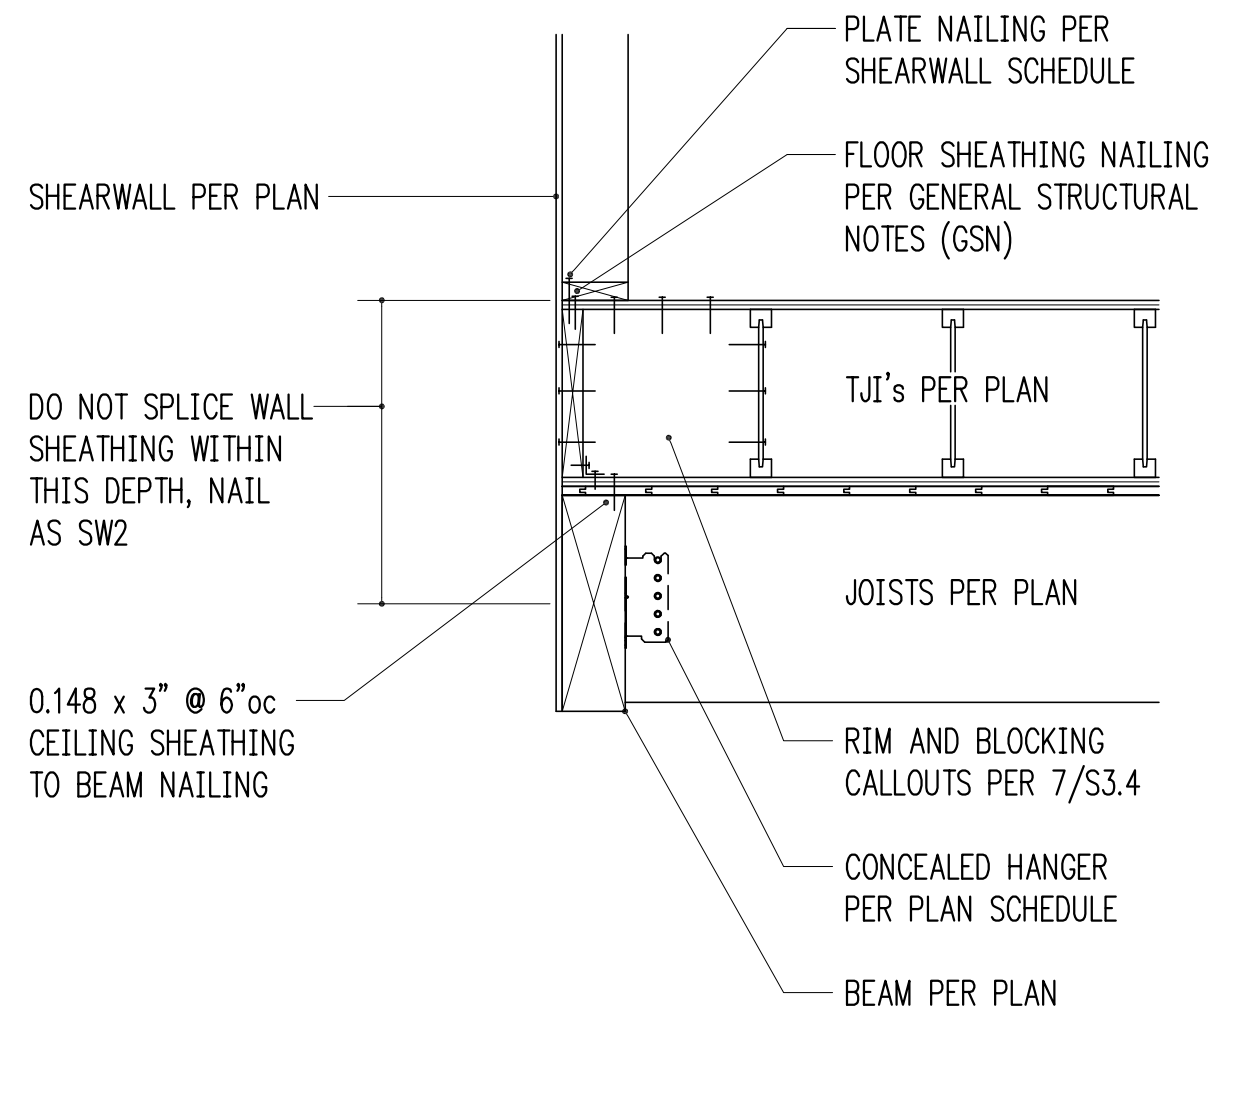 PLATE NAILING PER
SHEARWALL SCHEDULE
FLOOR SHEATHING NAILING
PER GENERAL STRUCTURAL
NOTES (GSN)
SHEARWALL PER PLAN
TJI's PER PLAN
DO NOT SPLICE WALL
SHEATHING WITHIN
THIS DEPTH, NAIL
AS SW2
JOISTS PER PLAN
0.148 x 3" @ 6"oc
CEILING SHEATHING
TO BEAM NAILING
RIM AND BLOCKING
CALLOUTS PER 7/S3.4
CONCEALED HANGER
PER PLAN SCHEDULE
BEAM PER PLAN